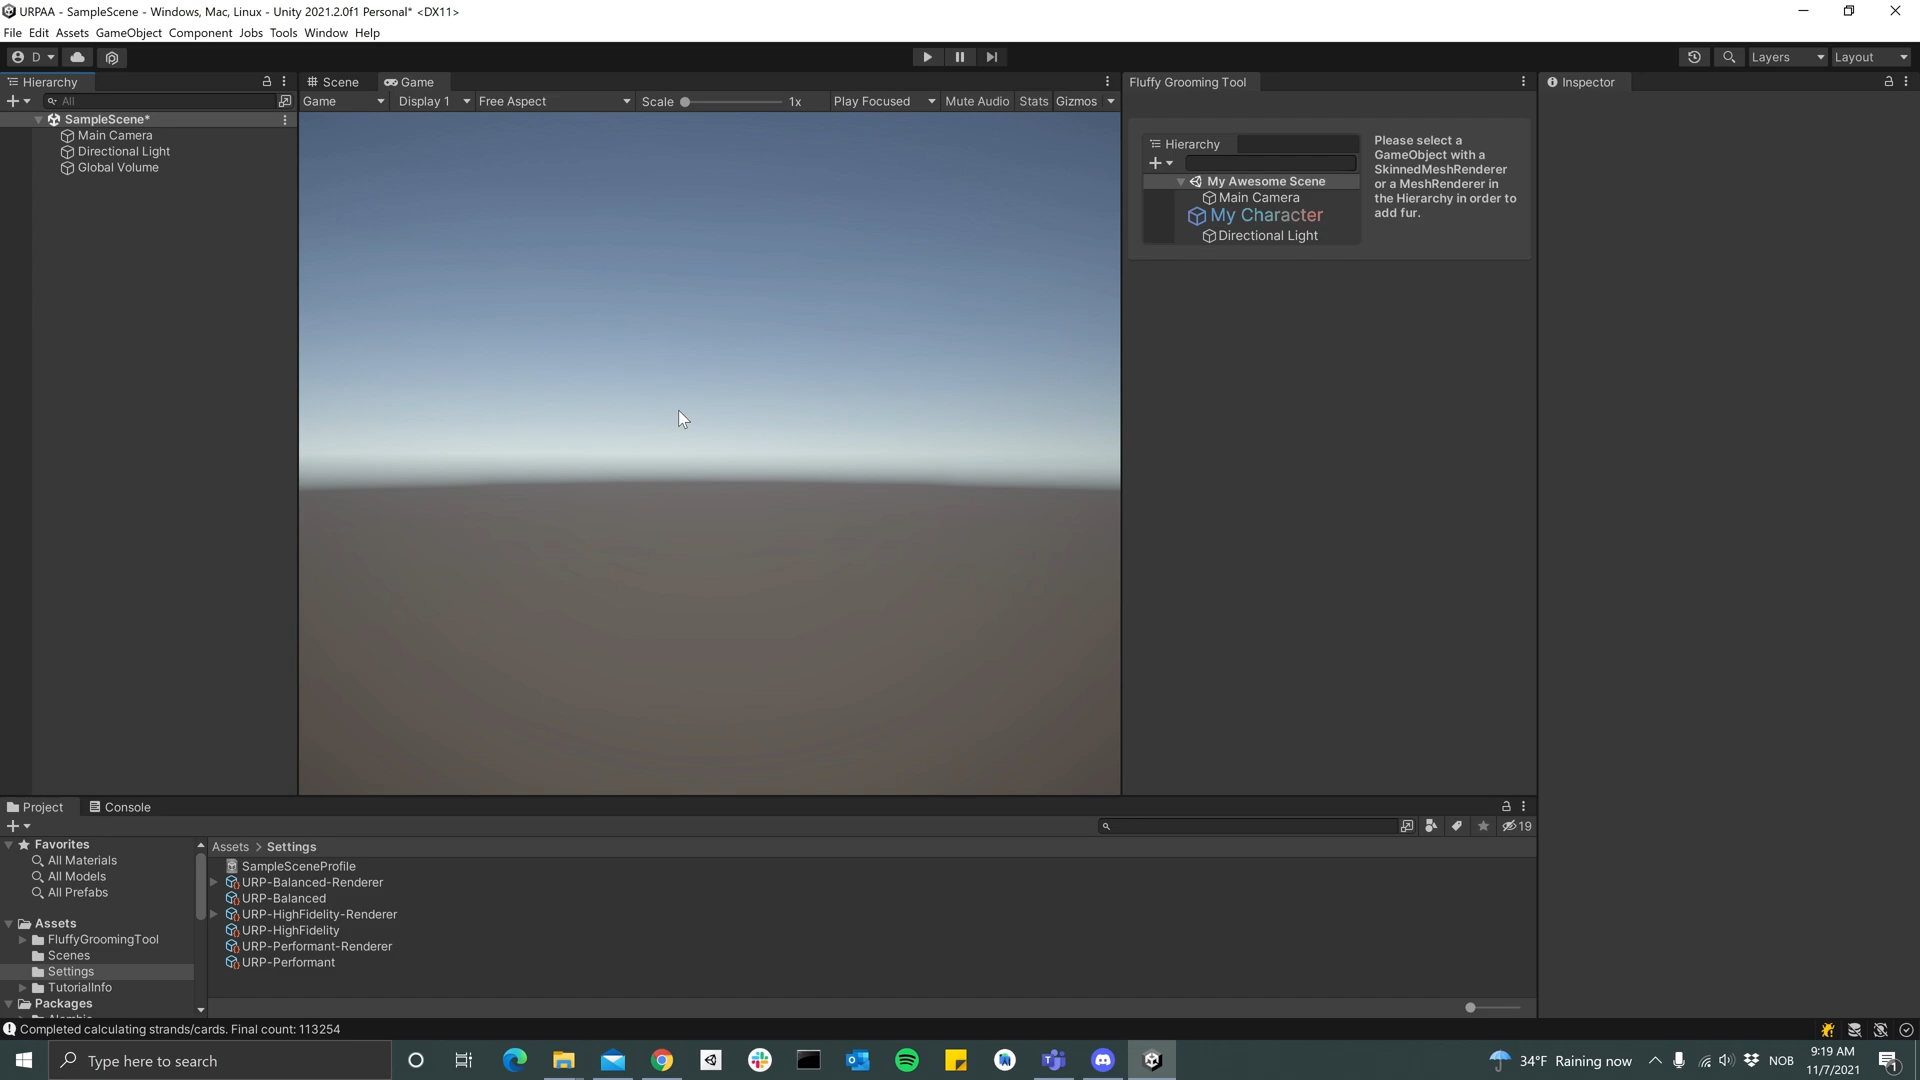 URPAA - SampleScene - Windows, Mac, Linux - Unity 2021.2.0f1 Personal* <DX11>
File Edit Assets GameObject Component Jobs Tools Window Help
D Layers Layout
Hierarchy Scene Game Fluffy Grooming Tool Inspector
All Game Display 1 Free Aspect Scale 1x Play Focused Mute Audio Stats Gizmos
SampleScene*
Main Camera
Directional Light
Global Volume
Hierarchy
My Awesome Scene
Main Camera
My Character
Directional Light
Please select a
GameObject with a
SkinnedMeshRenderer
or a MeshRenderer in
the Hierarchy in order to
add fur.
Project Console
19
Favorites
All Materials
All Models
All Prefabs
Assets
FluffyGroomingTool
Scenes
Settings
TutorialInfo
Packages
Assets > Settings
SampleSceneProfile
URP-Balanced-Renderer
URP-Balanced
URP-HighFidelity-Renderer
URP-HighFidelity
URP-Performant-Renderer
URP-Performant
Completed calculating strands/cards. Final count: 113254
Type here to search
34°F Raining now
NOB
9:19 AM
11/7/2021
1